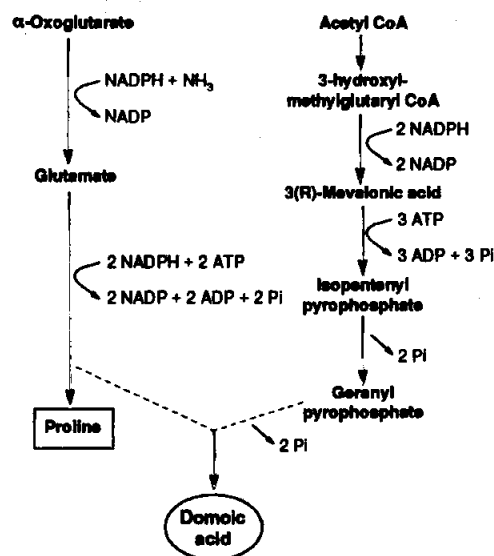 α-Oxoglutarate
NADPH + NH₃
NADP
Glutamate
2 NADPH + 2 ATP
2 NADP + 2 ADP + 2 Pi
Proline
Acetyl CoA
3-hydroxyl-
methylglutaryl CoA
2 NADPH
2 NADP
3(R)-Mevalonic acid
3 ATP
3 ADP + 3 Pi
Isopentenyl
pyrophosphate
2 Pi
Geranyl
pyrophosphate
2 Pi
Domoic
acid